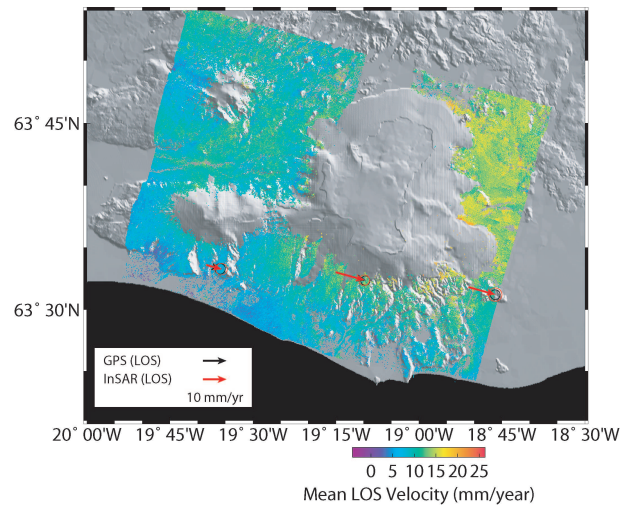 63° 45'
63° 30'
GPS (LOS)
InSAR (LOS)
10 mm/yr
20° 00'W 19° 45'W 19° 30'W 19° 15'W 19° 00'W 18° 45'W 18° 30'W
0 5 10 15 20 25
Mean LOS Velocity (mm/year)